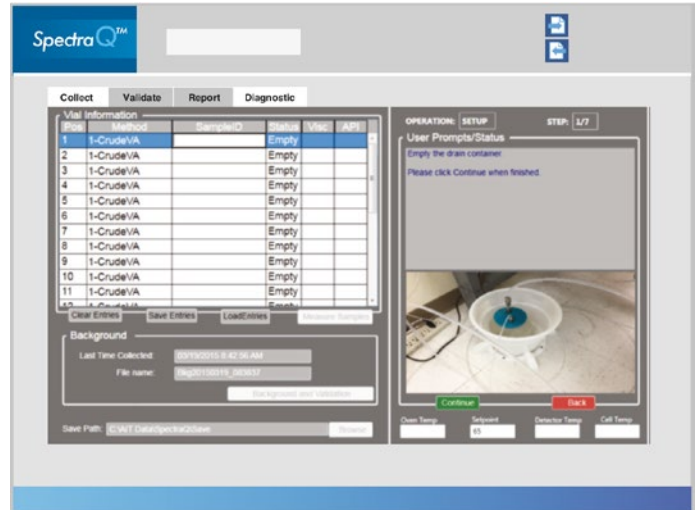 SpectraQ™
Collect Validate Report Diagnostic
Vial Information
Pos Method SampleID Status Visc API
1 1-CrudeVA Empty
2 1-CrudeVA Empty
3 1-CrudeVA Empty
4 1-CrudeVA Empty
5 1-CrudeVA Empty
6 1-CrudeVA Empty
7 1-CrudeVA Empty
8 1-CrudeVA Empty
9 1-CrudeVA Empty
10 1-CrudeVA Empty
11 1-CrudeVA Empty
12 1-CrudeVA Empty
Clear Entries Save Entries LoadEntries Measure Samples
Background
Last Time Collected: 03/19/2015 8:42:56 AM
File name:
Background and Validation
Save Path: Browse
OPERATION: SETUP STEP: 1/7
User Prompts/Status
Empty the drain container.
Please click Continue when finished.
Continue Back
Oven Temp Setpoint Detector Temp Cell Temp
65